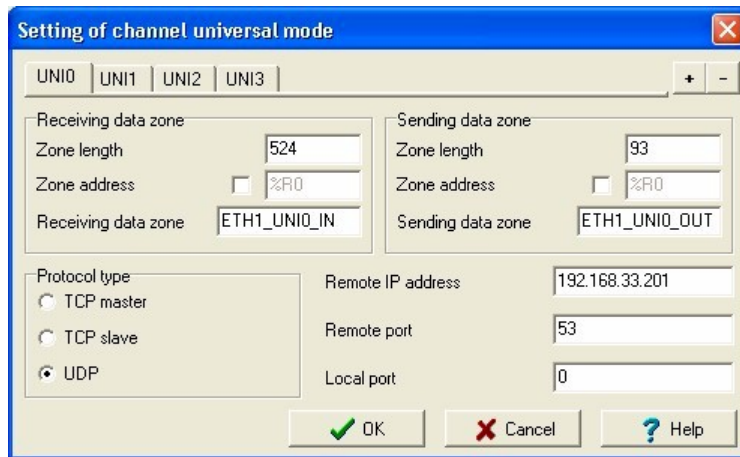 Setting of channel universal mode
UNI0 UNI1 UNI2 UNI3 + -
Receiving data zone
Zone length 524
Zone address %R0
Receiving data zone ETH1_UNI0_IN
Sending data zone
Zone length 93
Zone address %R0
Sending data zone ETH1_UNI0_OUT
Protocol type
TCP master
TCP slave
UDP
Remote IP address 192.168.33.201
Remote port 53
Local port 0
OK Cancel ? Help